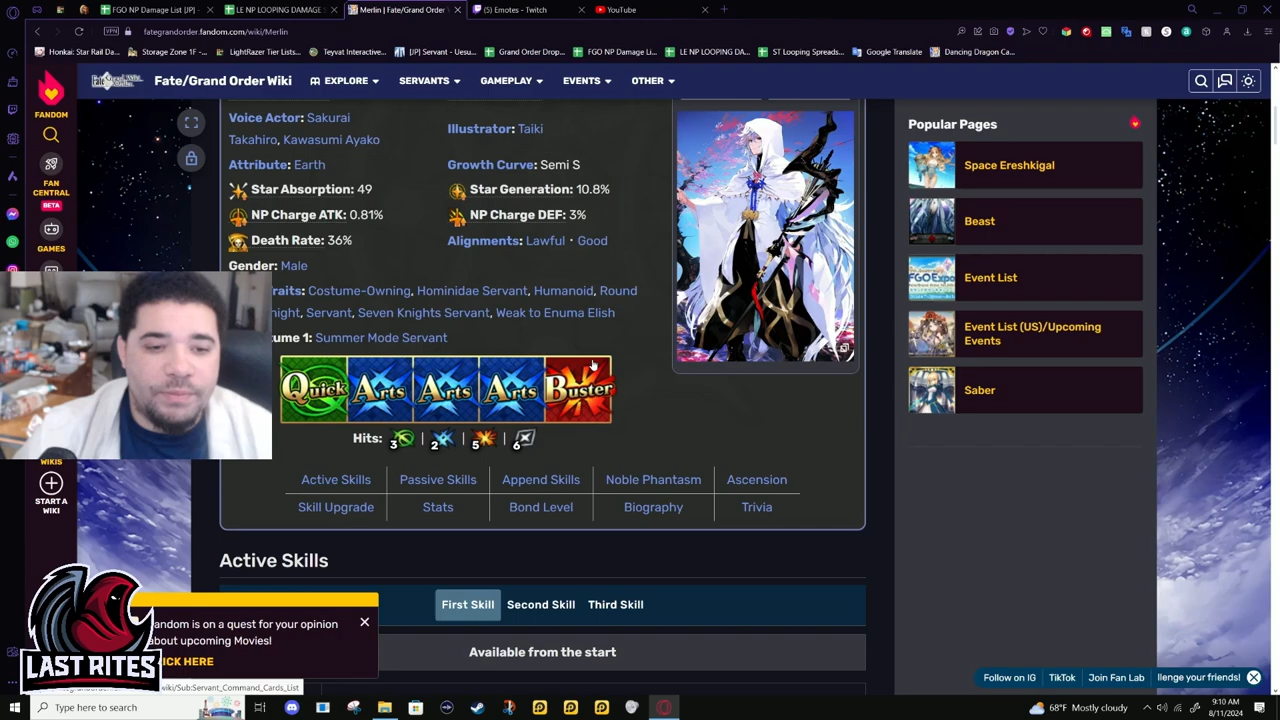 FGO NP Damage List [JP]
LE NP LOOPING DAMAGE
Merlin | Fate/Grand Order
(5) Emotes - Twitch
YouTube
VPN
fategrandorder.fandom.com/wiki/Merlin
Honkai: Star Rail Da...
Storage Zone 1F -...
LightRazer Tier Lists...
Teyvat Interactive...
[JP] Servant - Uesu...
Grand Order Drop...
FGO NP Damage Li...
LE NP LOOPING DA...
ST Looping Spreads...
Google Translate
Dancing Dragon Ca...
Fate/Grand Order Wiki
EXPLORE
SERVANTS
GAMEPLAY
EVENTS
OTHER
FANDOM
FAN
CENTRAL
BETA
GAMES
WIKIS
START A
WIKI
Voice Actor: Sakurai
Takahiro, Kawasumi Ayako
Illustrator: Taiki
Attribute: Earth
Growth Curve: Semi S
Star Absorption: 49
Star Generation: 10.8%
NP Charge ATK: 0.81%
NP Charge DEF: 3%
Death Rate: 36%
Alignments: Lawful · Good
Gender: Male
raits: Costume-Owning, Hominidae Servant, Humanoid, Round
night, Servant, Seven Knights Servant, Weak to Enuma Elish
ume 1: Summer Mode Servant
Quick
Arts
Arts
Arts
Buster
Hits: 3 | 2 | 5 | 6
Active Skills
Passive Skills
Append Skills
Noble Phantasm
Ascension
Skill Upgrade
Stats
Bond Level
Biography
Trivia
Active Skills
First Skill
Second Skill
Third Skill
Available from the start
Popular Pages
Space Ereshkigal
Beast
Event List
Event List (US)/Upcoming
Events
Saber
andom is on a quest for your opinion
about upcoming Movies!
ICK HERE
LAST RITES
wiki/Sub:Servant_Command_Cards_List
Follow on IG
TikTok
Join Fan Lab
llenge your friends!
Type here to search
68°F Mostly cloudy
9:10 AM
8/11/2024